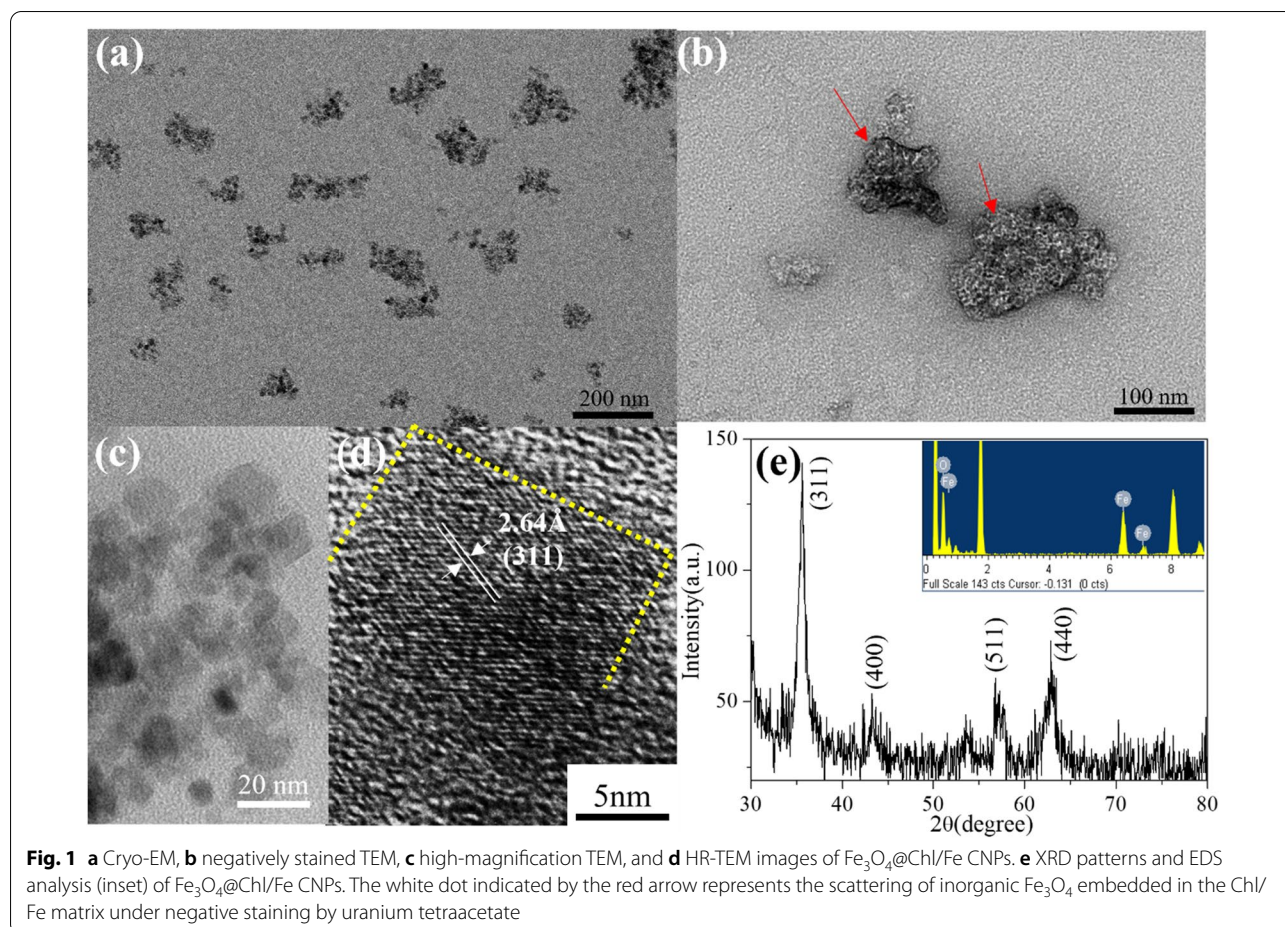 (a)
200 nm
(b)
100 nm
(c)
20 nm
(d)
2.64Å
(311)
5nm
(e)
150
100
50
Intensity(a.u.)
(311)
(400)
(511)
(440)
30 40 50 60 70 80
2θ(degree)
O
Fe
Fe
Fe
0 2 4 6 8
Full Scale 143 cts Cursor: -0.131 (0 cts)
Fig. 1 a Cryo-EM, b negatively stained TEM, c high-magnification TEM, and d HR-TEM images of Fe₃O₄@Chl/Fe CNPs. e XRD patterns and EDS
analysis (inset) of Fe₃O₄@Chl/Fe CNPs. The white dot indicated by the red arrow represents the scattering of inorganic Fe₃O₄ embedded in the Chl/
Fe matrix under negative staining by uranium tetraacetate